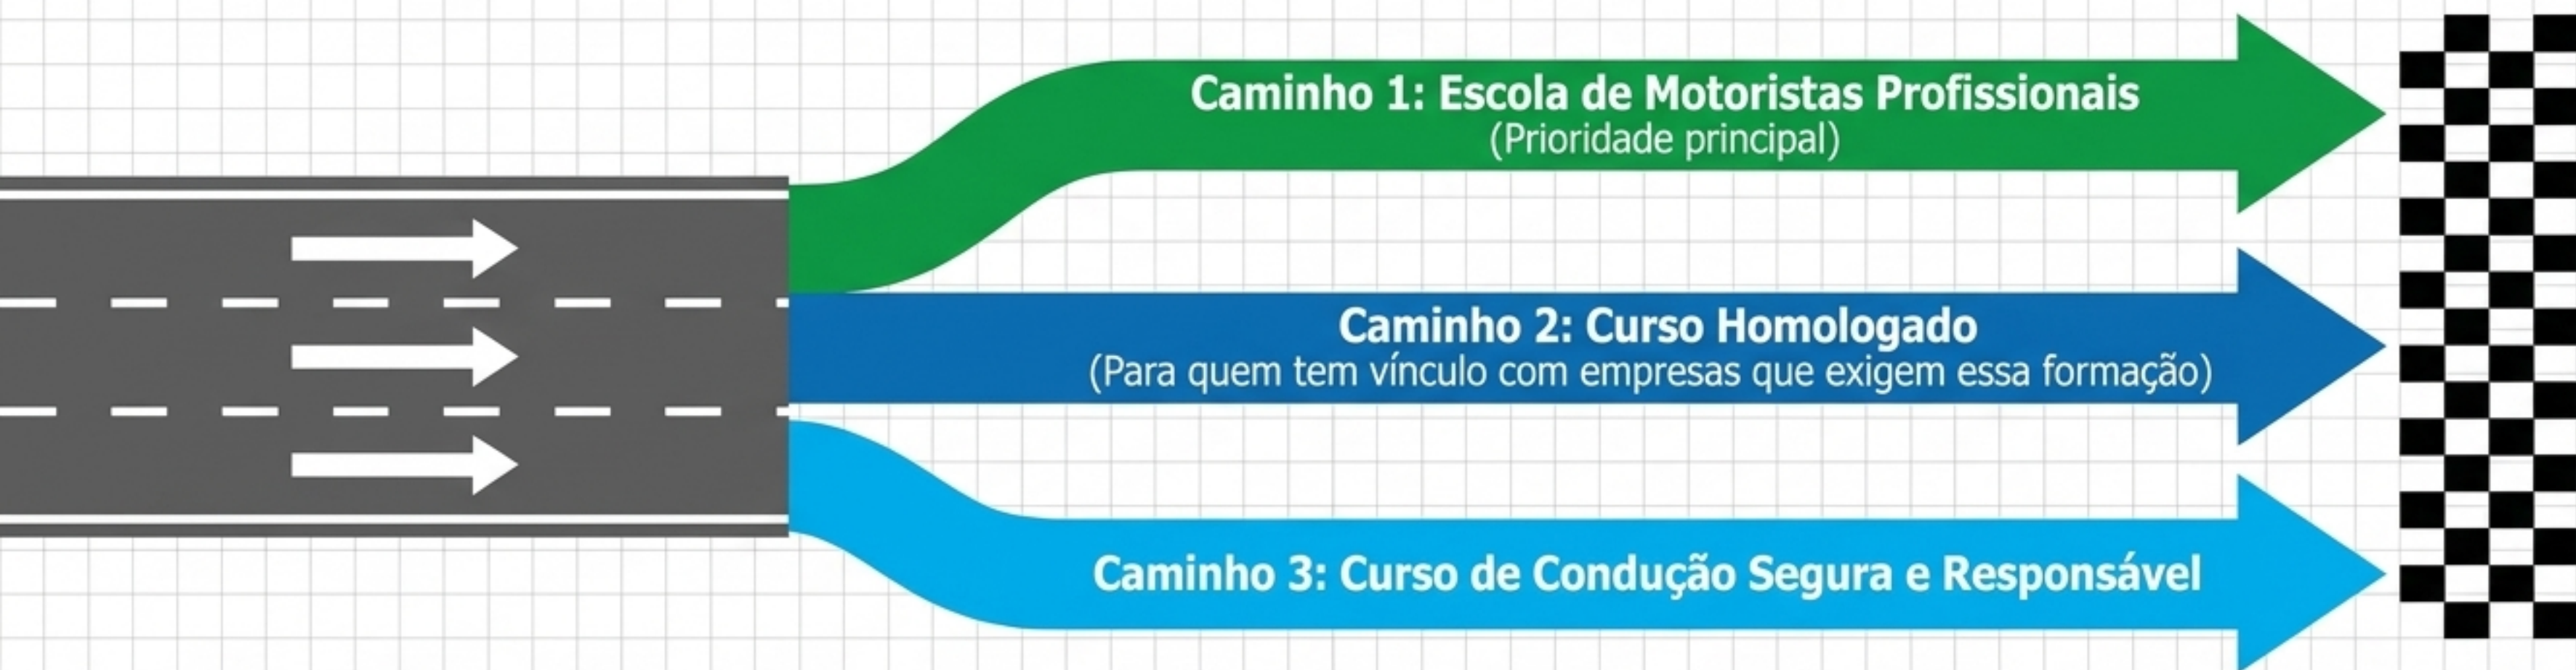 Caminho 1: Escola de Motoristas Profissionais
(Prioridade principal)
Caminho 2: Curso Homologado
(Para quem tem vínculo com empresas que exigem essa formação)
Caminho 3: Curso de Condução Segura e Responsável